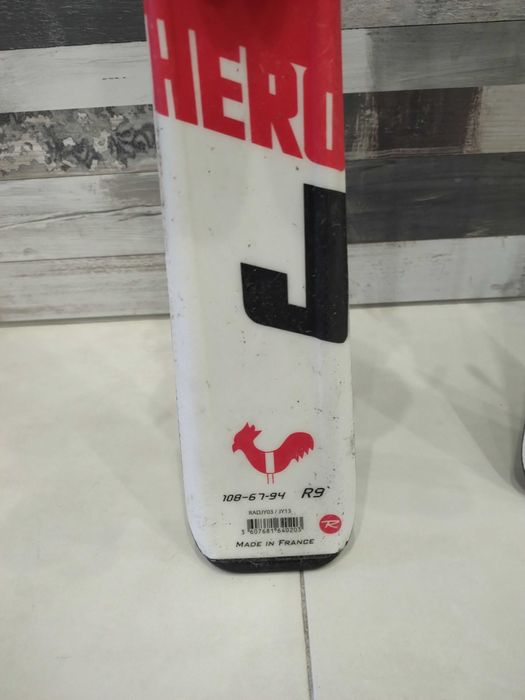 HERO
J
108-67-94 R9
RADJY03 / JY13
3 607681 640203
R
MADE IN FRANCE